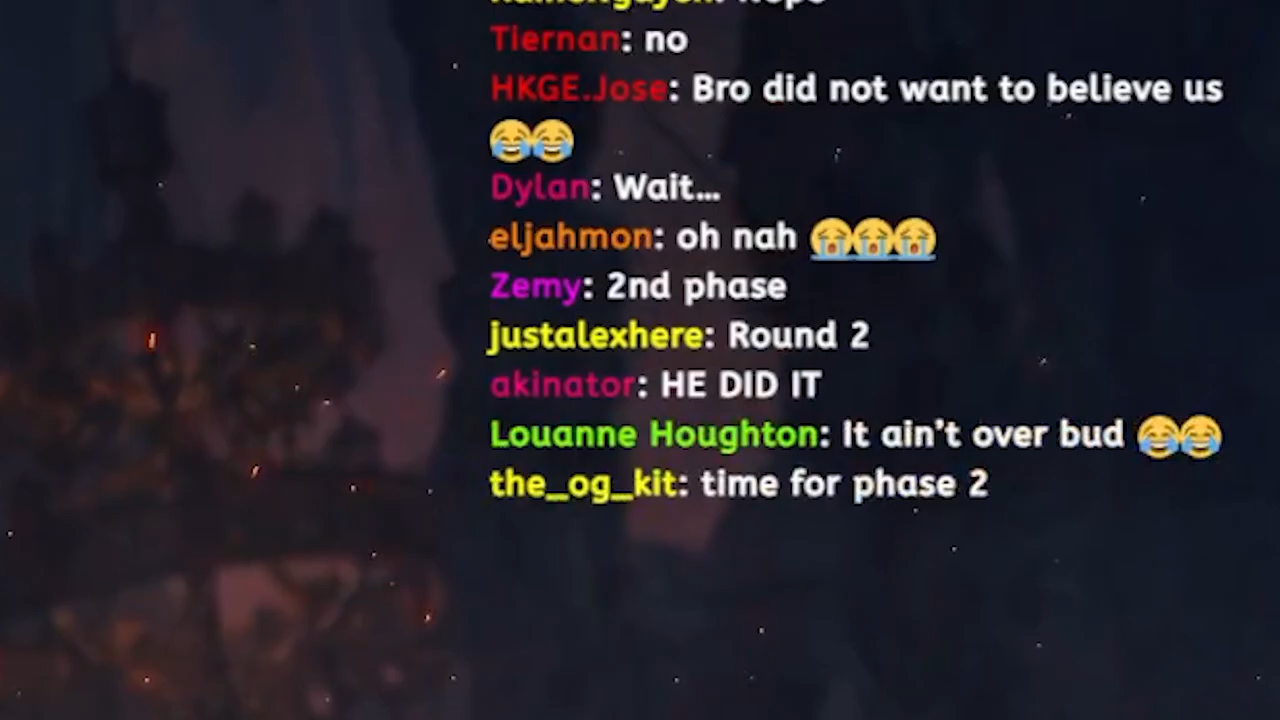 Tiernan: no
HKGE.Jose: Bro did not want to believe us
😂😂
Dylan: Wait...
eljahmon: oh nah 😭😭😭
Zemy: 2nd phase
justalexhere: Round 2
akinator: HE DID IT
Louanne Houghton: It ain’t over bud 😂😂
the_og_kit: time for phase 2